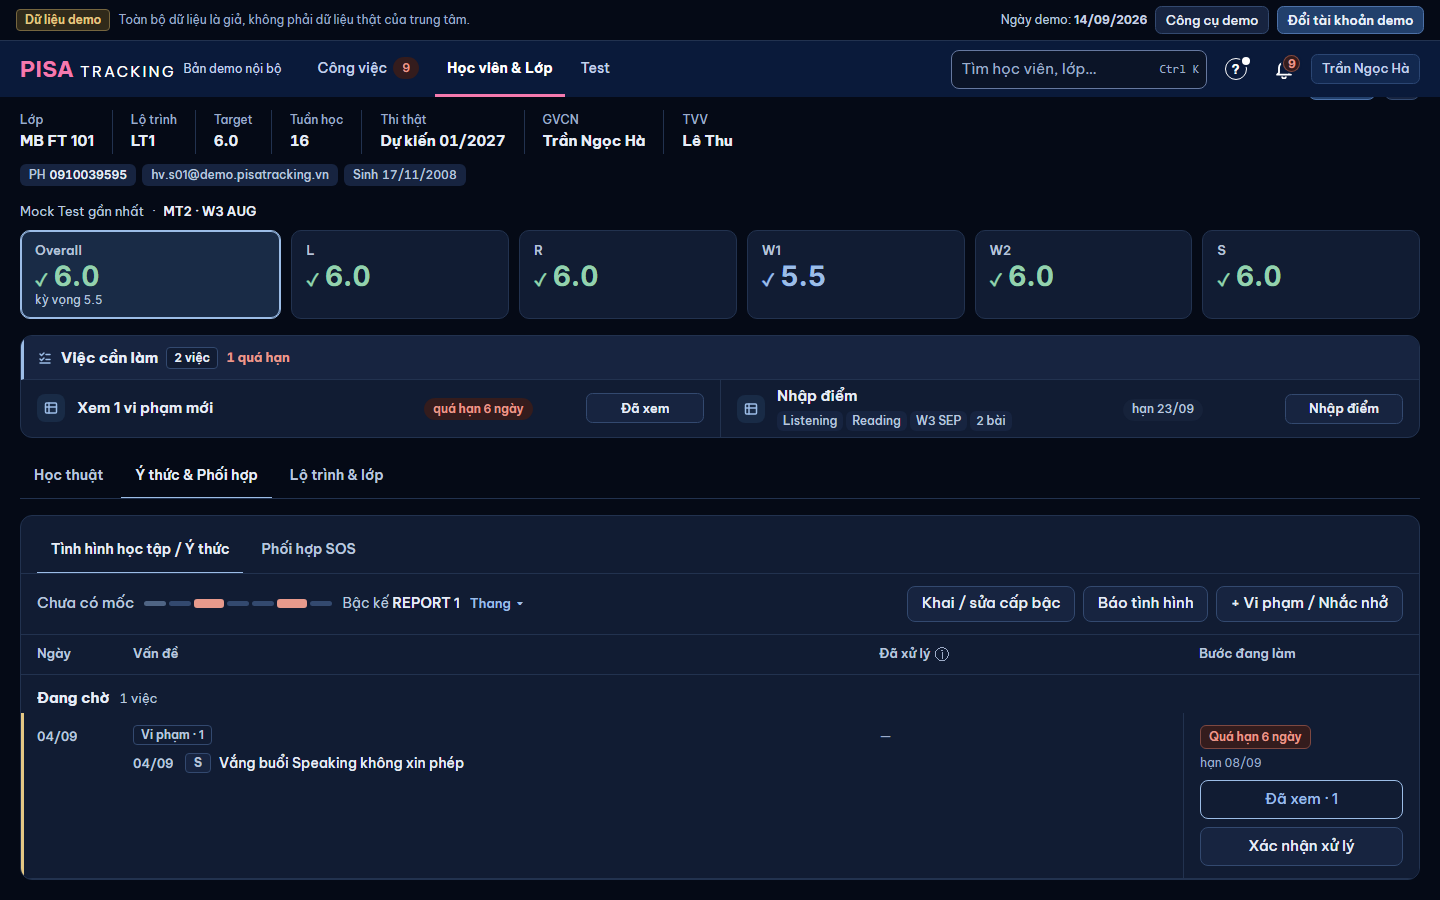 Dữ liệu demo Toàn bộ dữ liệu là giả, không phải dữ liệu thật của trung tâm. Ngày demo: 14/09/2026 Công cụ demo Đổi tài khoản demo
PISA TRACKING Bản demo nội bộ Công việc 9 Học viên & Lớp Test Tìm học viên, lớp... Ctrl K ? 9 Trần Ngọc Hà
Lớp Lộ trình Target Tuần học Thi thật GVCN TVV
MB FT 101 LT1 6.0 16 Dự kiến 01/2027 Trần Ngọc Hà Lê Thu
PH 0910039595 hv.s01@demo.pisatracking.vn Sinh 17/11/2008
Mock Test gần nhất · MT2 · W3 AUG
Overall L R W1 W2 S
✓ 6.0 ✓ 6.0 ✓ 6.0 ✓ 5.5 ✓ 6.0 ✓ 6.0
kỳ vọng 5.5
Việc cần làm 2 việc 1 quá hạn
Xem 1 vi phạm mới quá hạn 6 ngày Đã xem
Nhập điểm
Listening Reading W3 SEP 2 bài hạn 23/09 Nhập điểm
Học thuật Ý thức & Phối hợp Lộ trình & lớp
Tình hình học tập / Ý thức Phối hợp SOS
Chưa có mốc Bậc kế REPORT 1 Thang Khai / sửa cấp bậc Báo tình hình + Vi phạm / Nhắc nhở
Ngày Vấn đề Đã xử lý Bước đang làm
Đang chờ 1 việc
04/09 Vi phạm · 1 — Quá hạn 6 ngày
04/09 S Vắng buổi Speaking không xin phép hạn 08/09
Đã xem · 1
Xác nhận xử lý